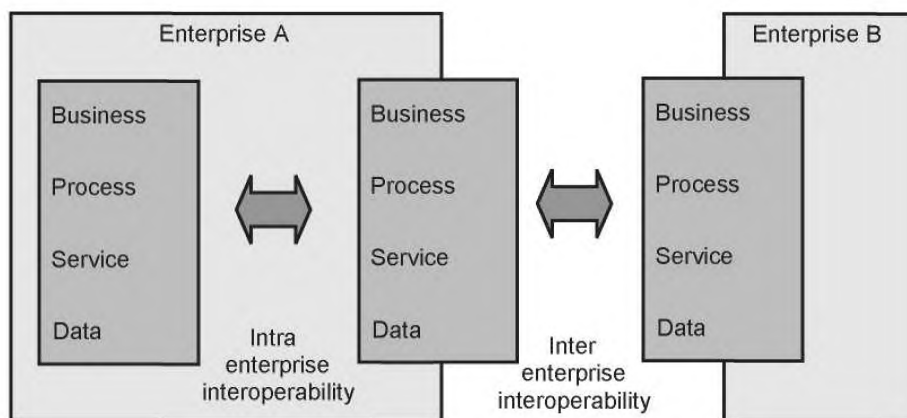 Enterprise A
Enterprise B
Business
Process
Service
Data
Intra
enterprise
interoperability
Business
Process
Service
Data
Inter
enterprise
interoperability
Business
Process
Service
Data